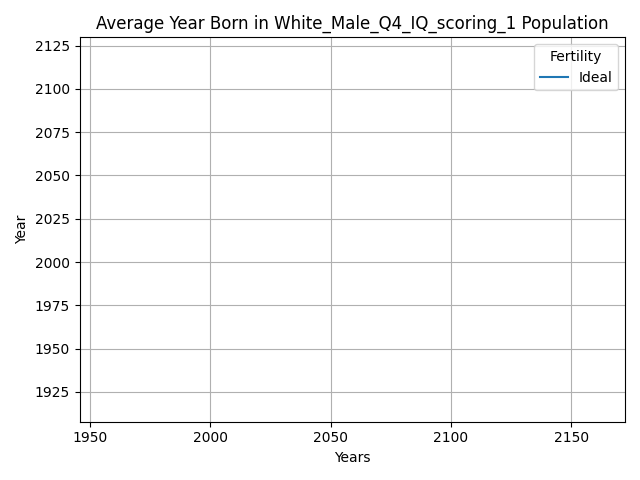 Average Year Born in White_Male_Q4_IQ_scoring_1 Population
Fertility
Ideal
2125
2100
2075
2050
2025
2000
1975
1950
1925
Year
1950 2000 2050 2100 2150
Years